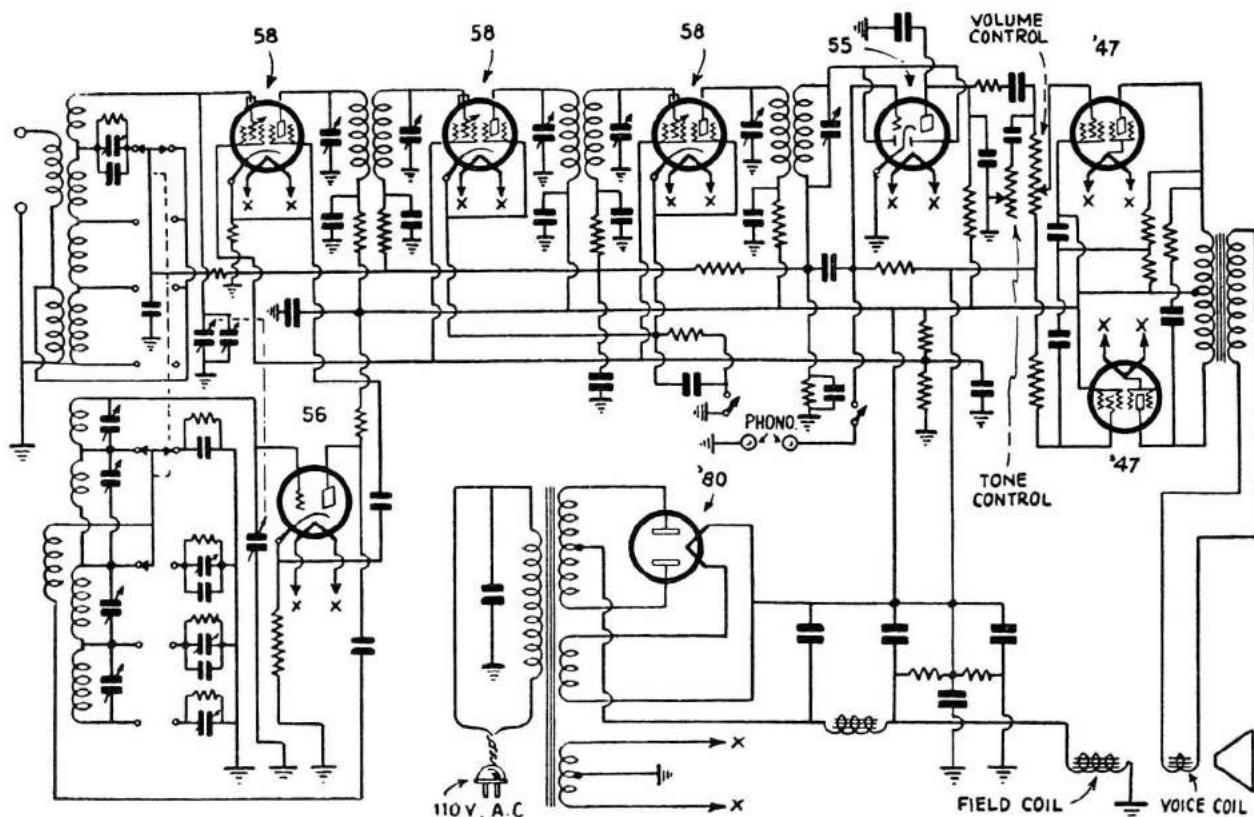 58
58
58
55
VOLUME
CONTROL
'47
X X
X X
X X
X X
X X
56
X X
X X
'47
PHONO.
TONE
CONTROL
'80
X
X
110 V. A.C
FIELD COIL
VOICE COIL